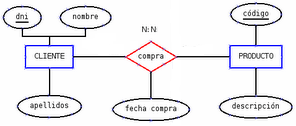 dni
nombre
código
N:N
CLIENTE
compra
PRODUCTO
apellidos
fecha compra
descripción